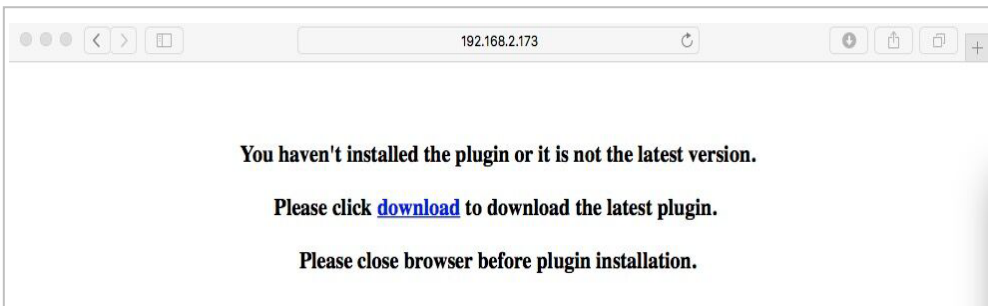 192.168.2.173
You haven't installed the plugin or it is not the latest version.
Please click download to download the latest plugin.
Please close browser before plugin installation.